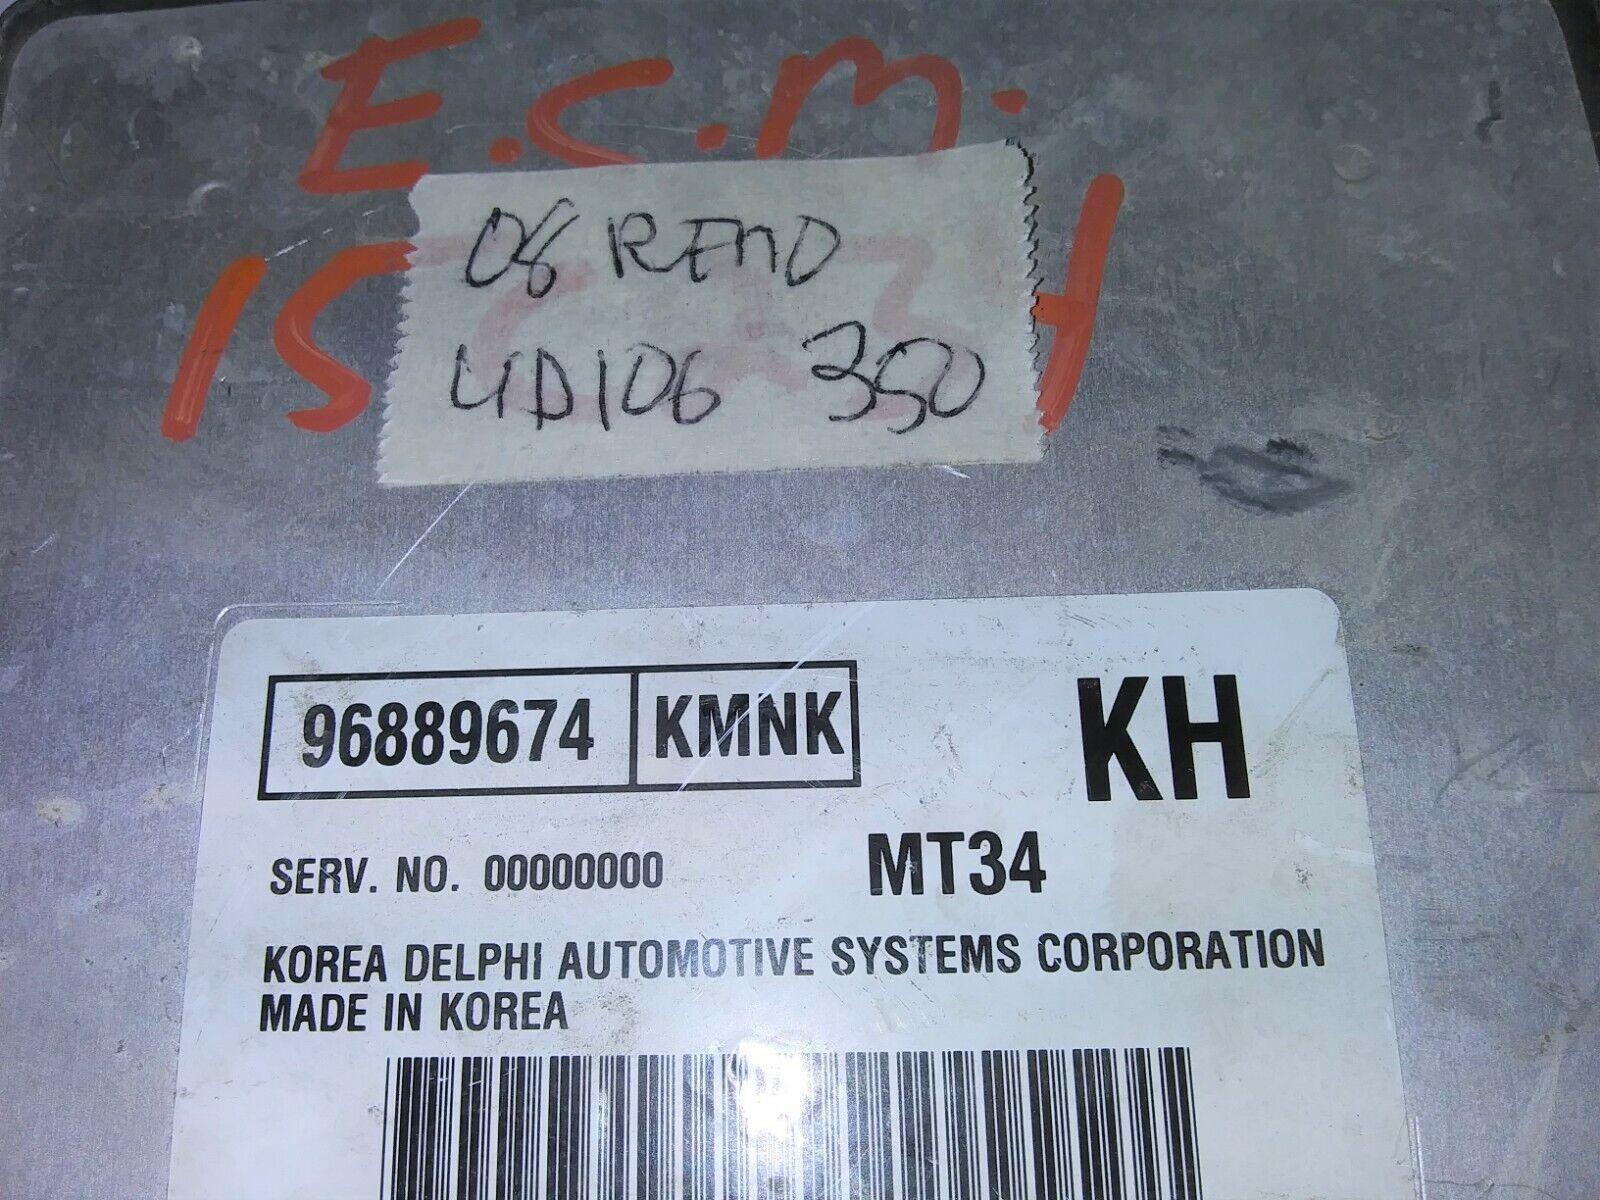 E.C.M.
08 RENO
4D106 350
96889674 KMNK KH
SERV. NO. 00000000 MT34
KOREA DELPHI AUTOMOTIVE SYSTEMS CORPORATION
MADE IN KOREA